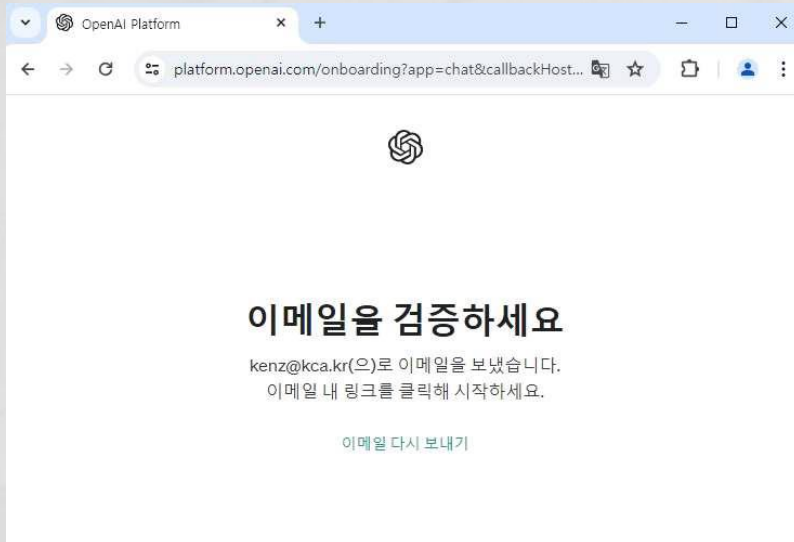 OpenAI Platform
platform.openai.com/onboarding?app=chat&callbackHost...
이메일을 검증하세요
kenz@kca.kr(으)로 이메일을 보냈습니다.
이메일 내 링크를 클릭해 시작하세요.
이메일 다시 보내기